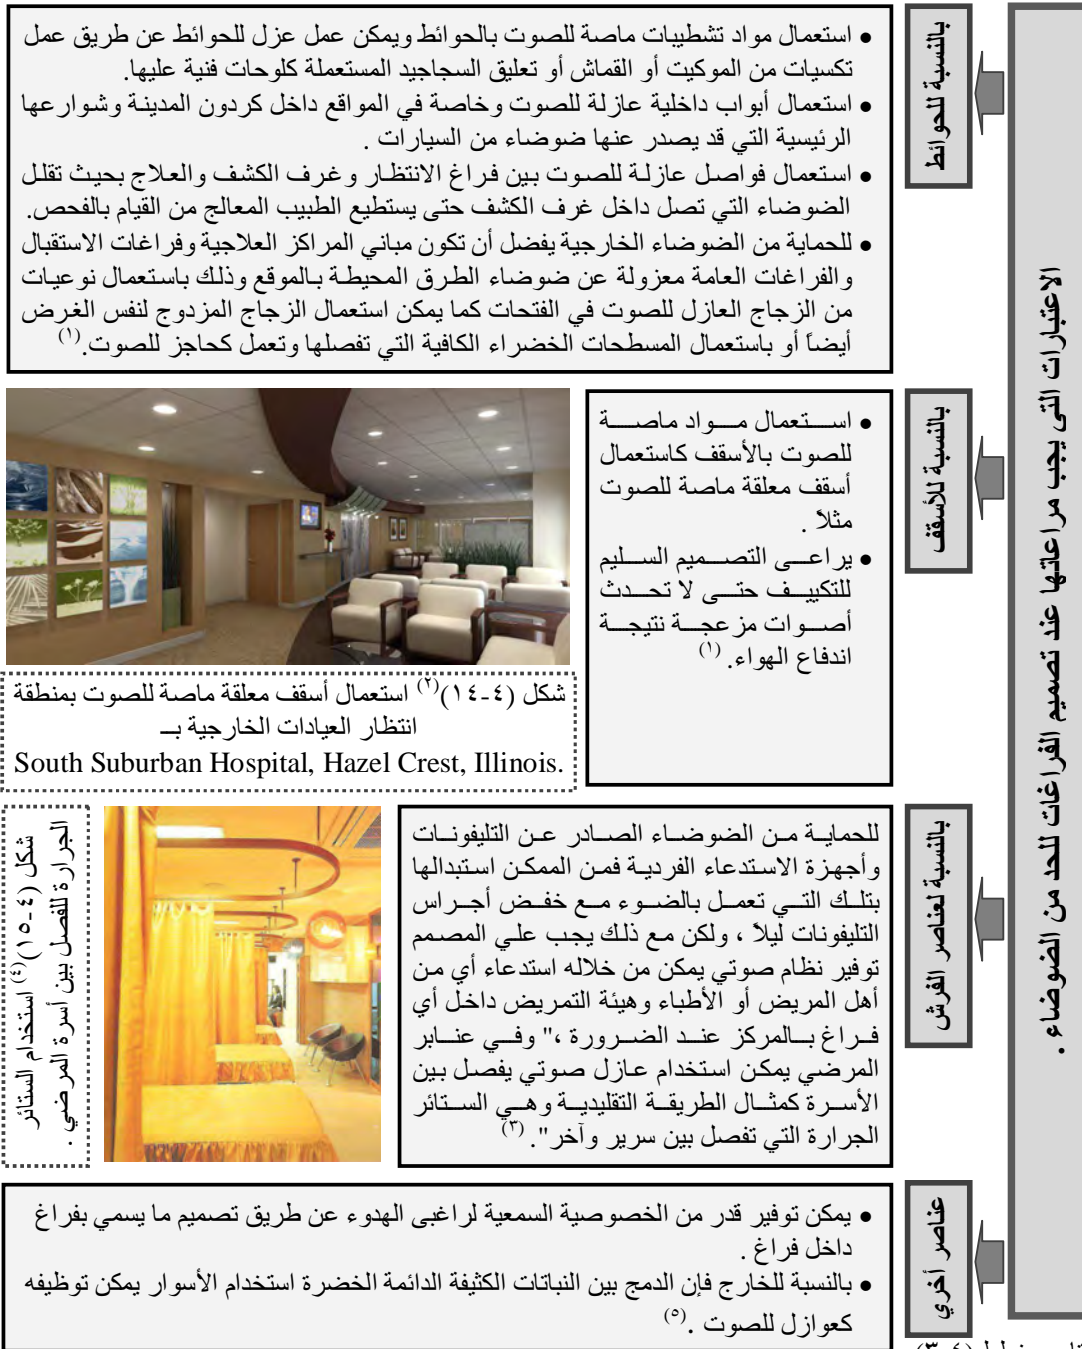 الاعتبارات التى يجب مراعاتها عند تصميم الفراغات للحد من الضوضاء .
بالنسبة للحوائط
• استعمال مواد تشطيبات ماصة للصوت بالحوائط ويمكن عمل عزل للحوائط عن طريق عمل
تكسيات من الموكيت أو القماش أو تعليق السجاجيد المستعملة كلوحات فنية عليها.
• استعمال أبواب داخلية عازلة للصوت وخاصة في المواقع داخل كردون المدينة وشوارعها
الرئيسية التي قد يصدر عنها ضوضاء من السيارات .
• استعمال فواصل عازلة للصوت بين فراغ الانتظار وغرف الكشف والعلاج بحيث تقلل
الضوضاء التي تصل داخل غرف الكشف حتى يستطيع الطبيب المعالج من القيام بالفحص.
• للحماية من الضوضاء الخارجية يفضل أن تكون مباني المراكز العلاجية وفراغات الاستقبال
والفراغات العامة معزولة عن ضوضاء الطرق المحيطة بالموقع وذلك باستعمال نوعيات
من الزجاج العازل للصوت في الفتحات كما يمكن استعمال الزجاج المزدوج لنفس الغرض
أيضاً أو باستعمال المسطحات الخضراء الكافية التي تفصلها وتعمل كحاجز للصوت.(١)
بالنسبة للأسقف
• استعمال مواد ماصة
للصوت بالأسقف كاستعمال
أسقف معلقة ماصة للصوت
مثلاً .
• يراعى التصميم السليم
للتكييف حتى لا تحدث
أصوات مزعجة نتيجة
اندفاع الهواء. (١)
شكل (٤-١٤)(٢) استعمال أسقف معلقة ماصة للصوت بمنطقة
انتظار العيادات الخارجية بـ
South Suburban Hospital, Hazel Crest, Illinois.
بالنسبة لعناصر الفرش
للحماية من الضوضاء الصادر عن التليفونات
وأجهزة الاستدعاء الفردية فمن الممكن استبدالها
بتلك التي تعمل بالضوء مع خفض أجراس
التليفونات ليلاً ، ولكن مع ذلك يجب علي المصمم
توفير نظام صوتي يمكن من خلاله استدعاء أي من
أهل المريض أو الأطباء وهيئة التمريض داخل أي
فراغ بالمركز عند الضرورة ،" وفي عنابر
المرضي يمكن استخدام عازل صوتي يفصل بين
الأسرة كمثال الطريقة التقليدية وهي الستائر
الجرارة التي تفصل بين سرير وآخر". (٣)
شكل (٤-١٥)(٤) استخدام الستائر
الجرارة للفصل بين أسرة المرضي .
عناصر أخري
• يمكن توفير قدر من الخصوصية السمعية لراغبى الهدوء عن طريق تصميم ما يسمي بفراغ
داخل فراغ .
• بالنسبة للخارج فإن الدمج بين النباتات الكثيفة الدائمة الخضرة استخدام الأسوار يمكن توظيفه
كعوازل للصوت .(٥)